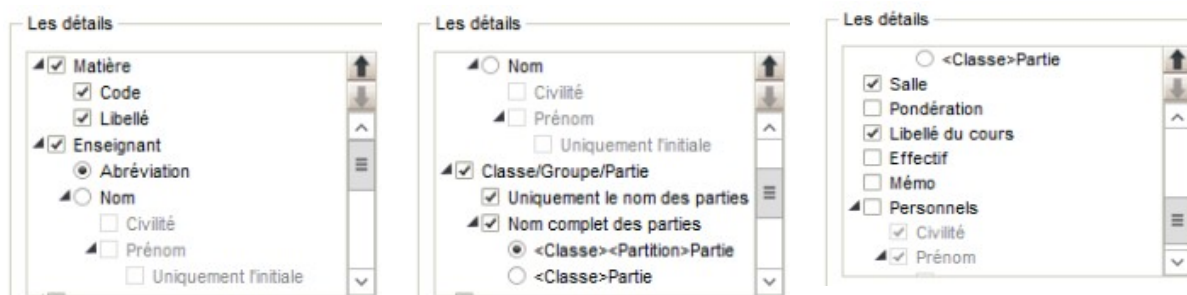 Les détails
Matière
Code
Libellé
Enseignant
Abréviation
Nom
Civilité
Prénom
Uniquement l'initiale
Les détails
Nom
Civilité
Prénom
Uniquement l'initiale
Classe/Groupe/Partie
Uniquement le nom des parties
Nom complet des parties
<Classe><Partition>Partie
<Classe>Partie
Les détails
<Classe>Partie
Salle
Pondération
Libellé du cours
Effectif
Mémo
Personnels
Civilité
Prénom